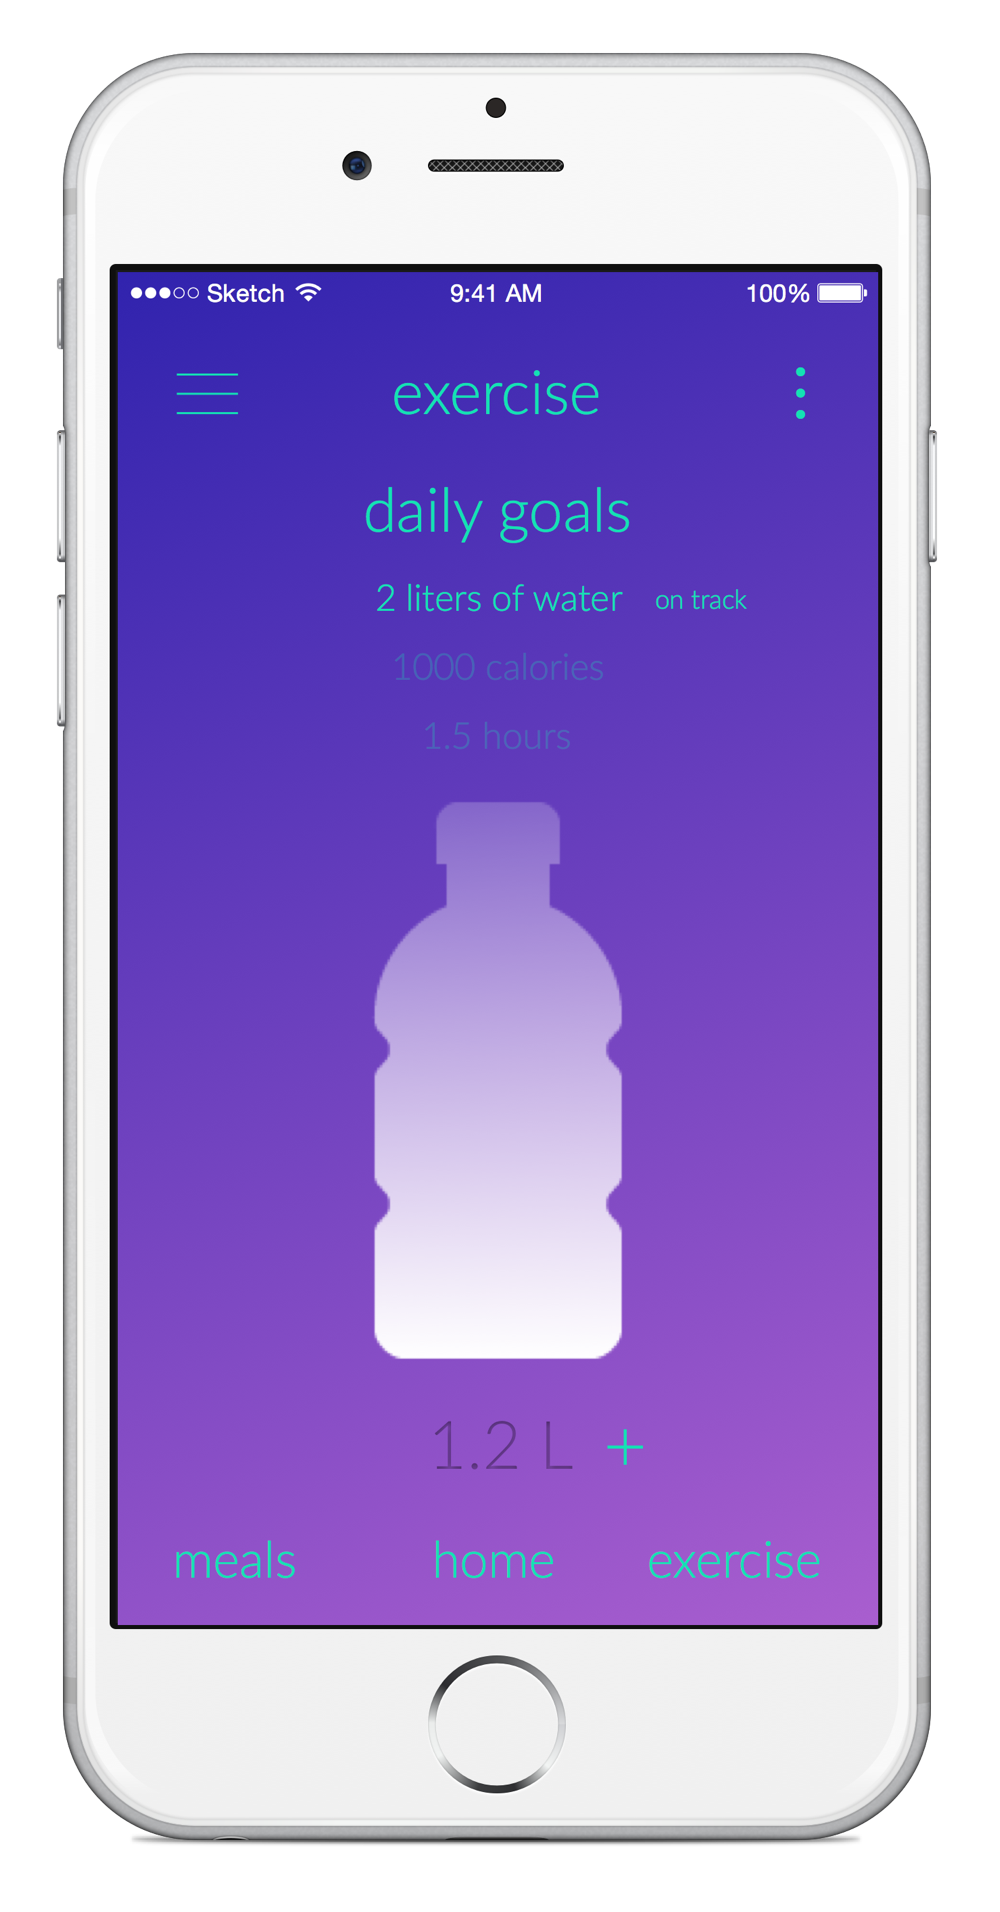 Sketch 9:41 AM 100%
exercise
daily goals
2 liters of water on track
1000 calories
1.5 hours
1.2 L +
meals home exercise